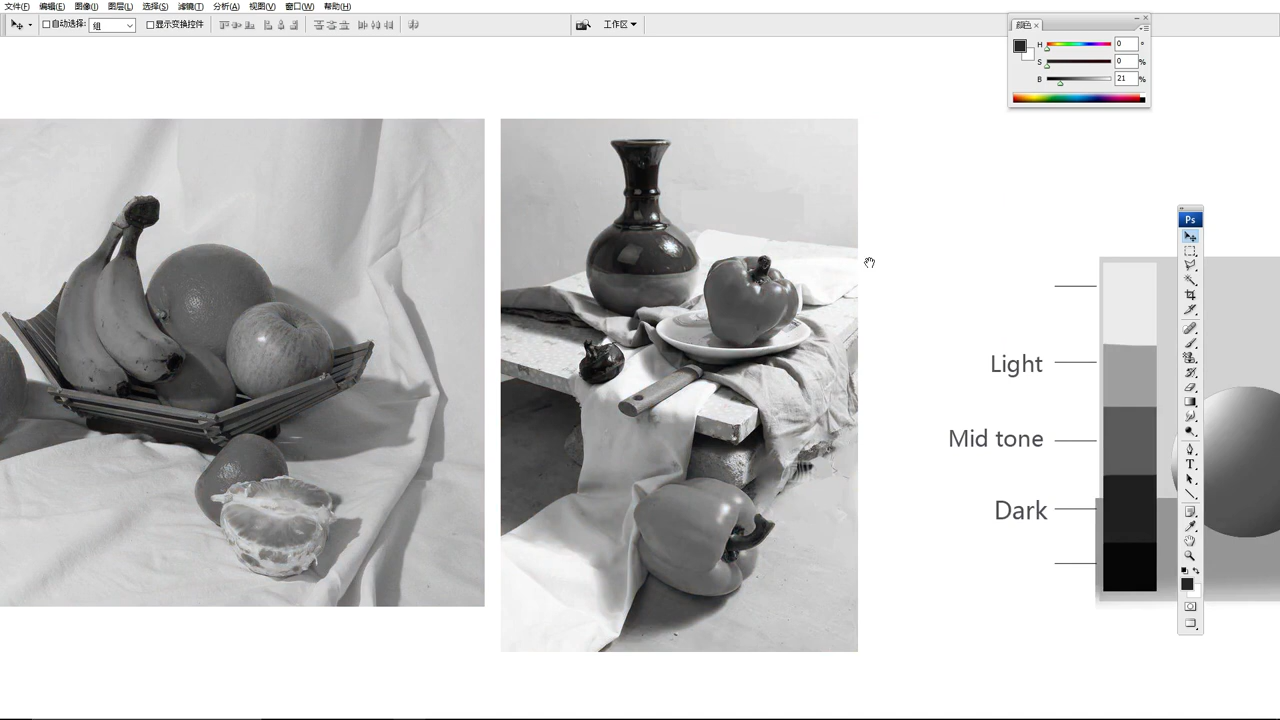 文件(F) 编辑(E) 图像(I) 图层(L) 选择(S) 滤镜(T) 分析(A) 视图(V) 窗口(W) 帮助(H)
自动选择: 组 显示变换控件 工作区
颜色
H 0 °
S 0 %
B 21 %
Ps
Light
Mid tone
Dark
T